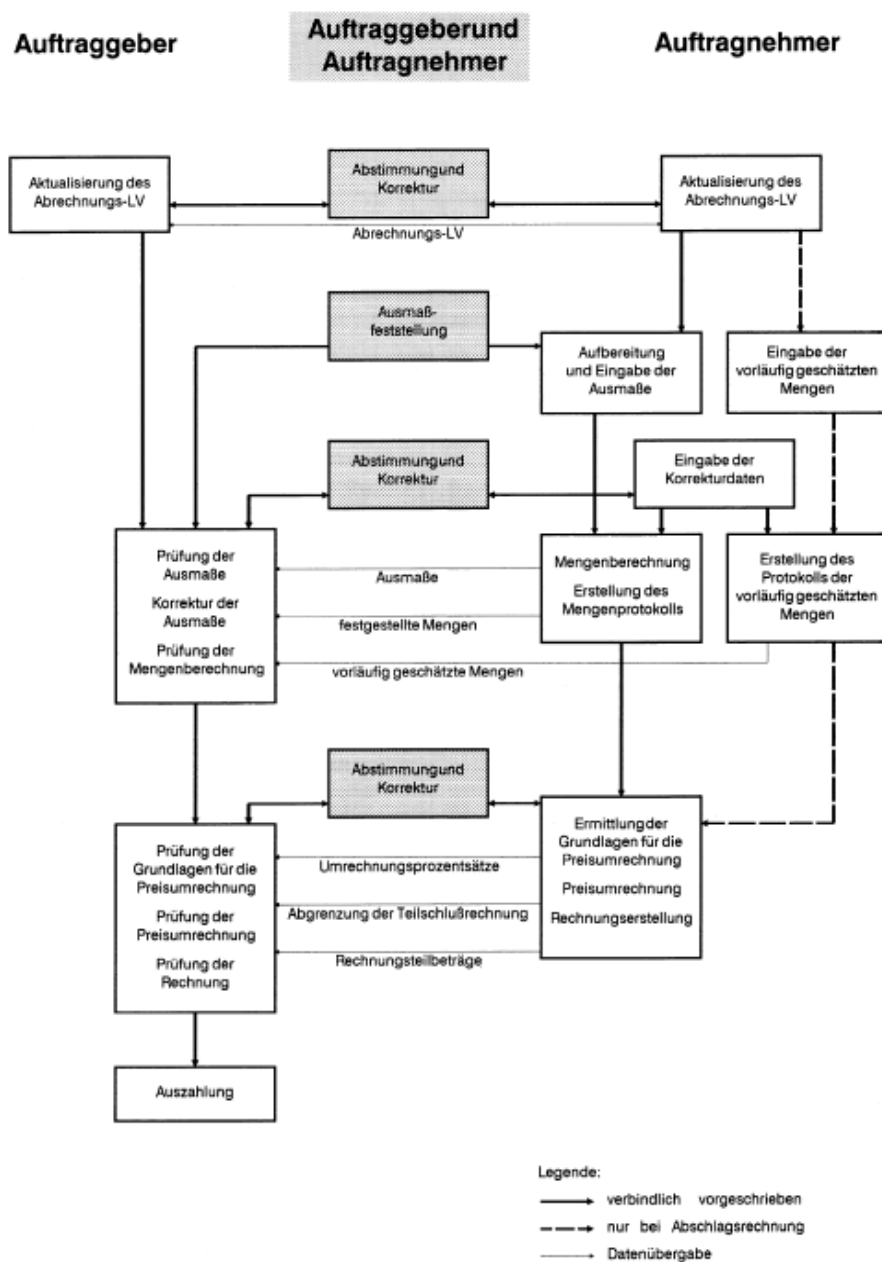 Auftraggeber
Auftraggeberund
Auftragnehmer
Auftragnehmer
Aktualisierung des
Abrechnungs-LV
Abstimmungund
Korrektur
Aktualisierung des
Abrechnungs-LV
Abrechnungs-LV
Ausmaß-
feststellung
Aufbereitung
und Eingabe der
Ausmaße
Eingabe der
vorläufig geschätzten
Mengen
Abstimmungund
Korrektur
Eingabe der
Korrekturdaten
Prüfung der
Ausmaße
Korrektur der
Ausmaße
Prüfung der
Mengenberechnung
Ausmaße
festgestellte Mengen
vorläufig geschätzte Mengen
Mengenberechnung
Erstellung des
Mengenprotokolls
Erstellung des
Protokolls der
vorläufig geschätzten
Mengen
Abstimmungund
Korrektur
Prüfung der
Grundlagen für die
Preisumrechnung
Prüfung der
Preisumrechnung
Prüfung der
Rechnung
Umrechnungsprozentsätze
Abgrenzung der Teilschlußrechnung
Rechnungsteilbeträge
Ermittlungder
Grundlagen für die
Preisumrechnung
Preisumrechnung
Rechnungserstellung
Auszahlung
Legende:
verbindlich vorgeschrieben
nur bei Abschlagsrechnung
Datenübergabe